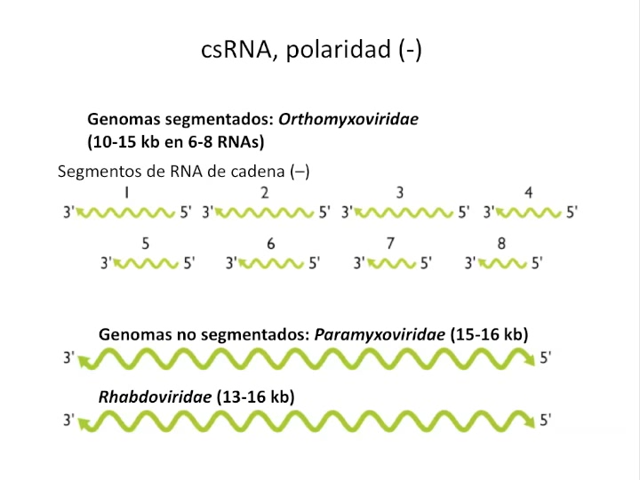 csRNA, polaridad (-)
Genomas segmentados: Orthomyxoviridae
(10-15 kb en 6-8 RNAs)
Segmentos de RNA de cadena (–)
1 2 3 4
3' 5' 3' 5' 3' 5' 3' 5'
5 6 7 8
3' 5' 3' 5' 3' 5' 3' 5'
Genomas no segmentados: Paramyxoviridae (15-16 kb)
3' 5'
Rhabdoviridae (13-16 kb)
3' 5'